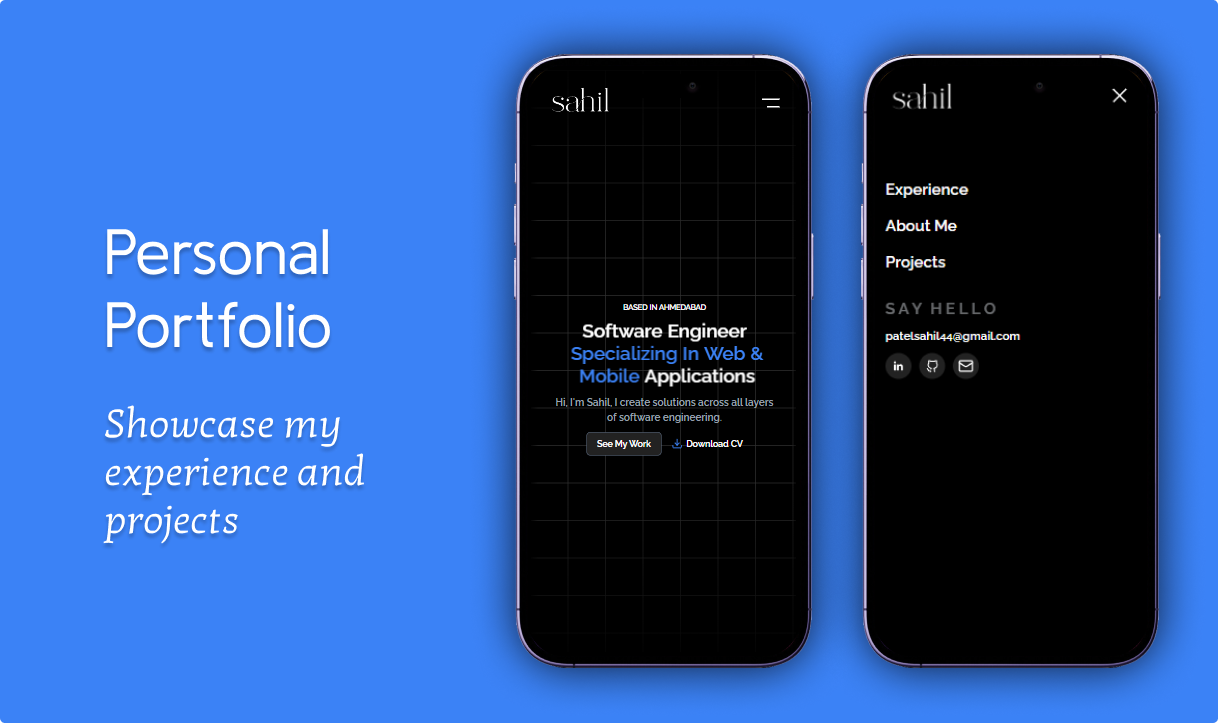 Personal
Portfolio
Showcase my
experience and
projects
sahil
BASED IN AHMEDABAD
Software Engineer
Specializing In Web &
Mobile Applications
Hi, I'm Sahil, I create solutions across all layers
of software engineering.
See My Work
Download CV
sahil
Experience
About Me
Projects
SAY HELLO
patelsahil44@gmail.com
in